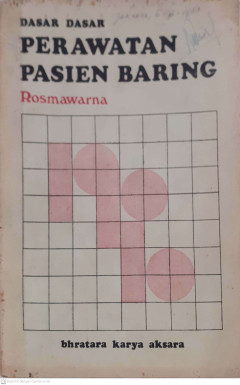 DASAR DASAR
PERAWATAN
PASIEN BARING
Rosmawarna
bhratara karya aksara